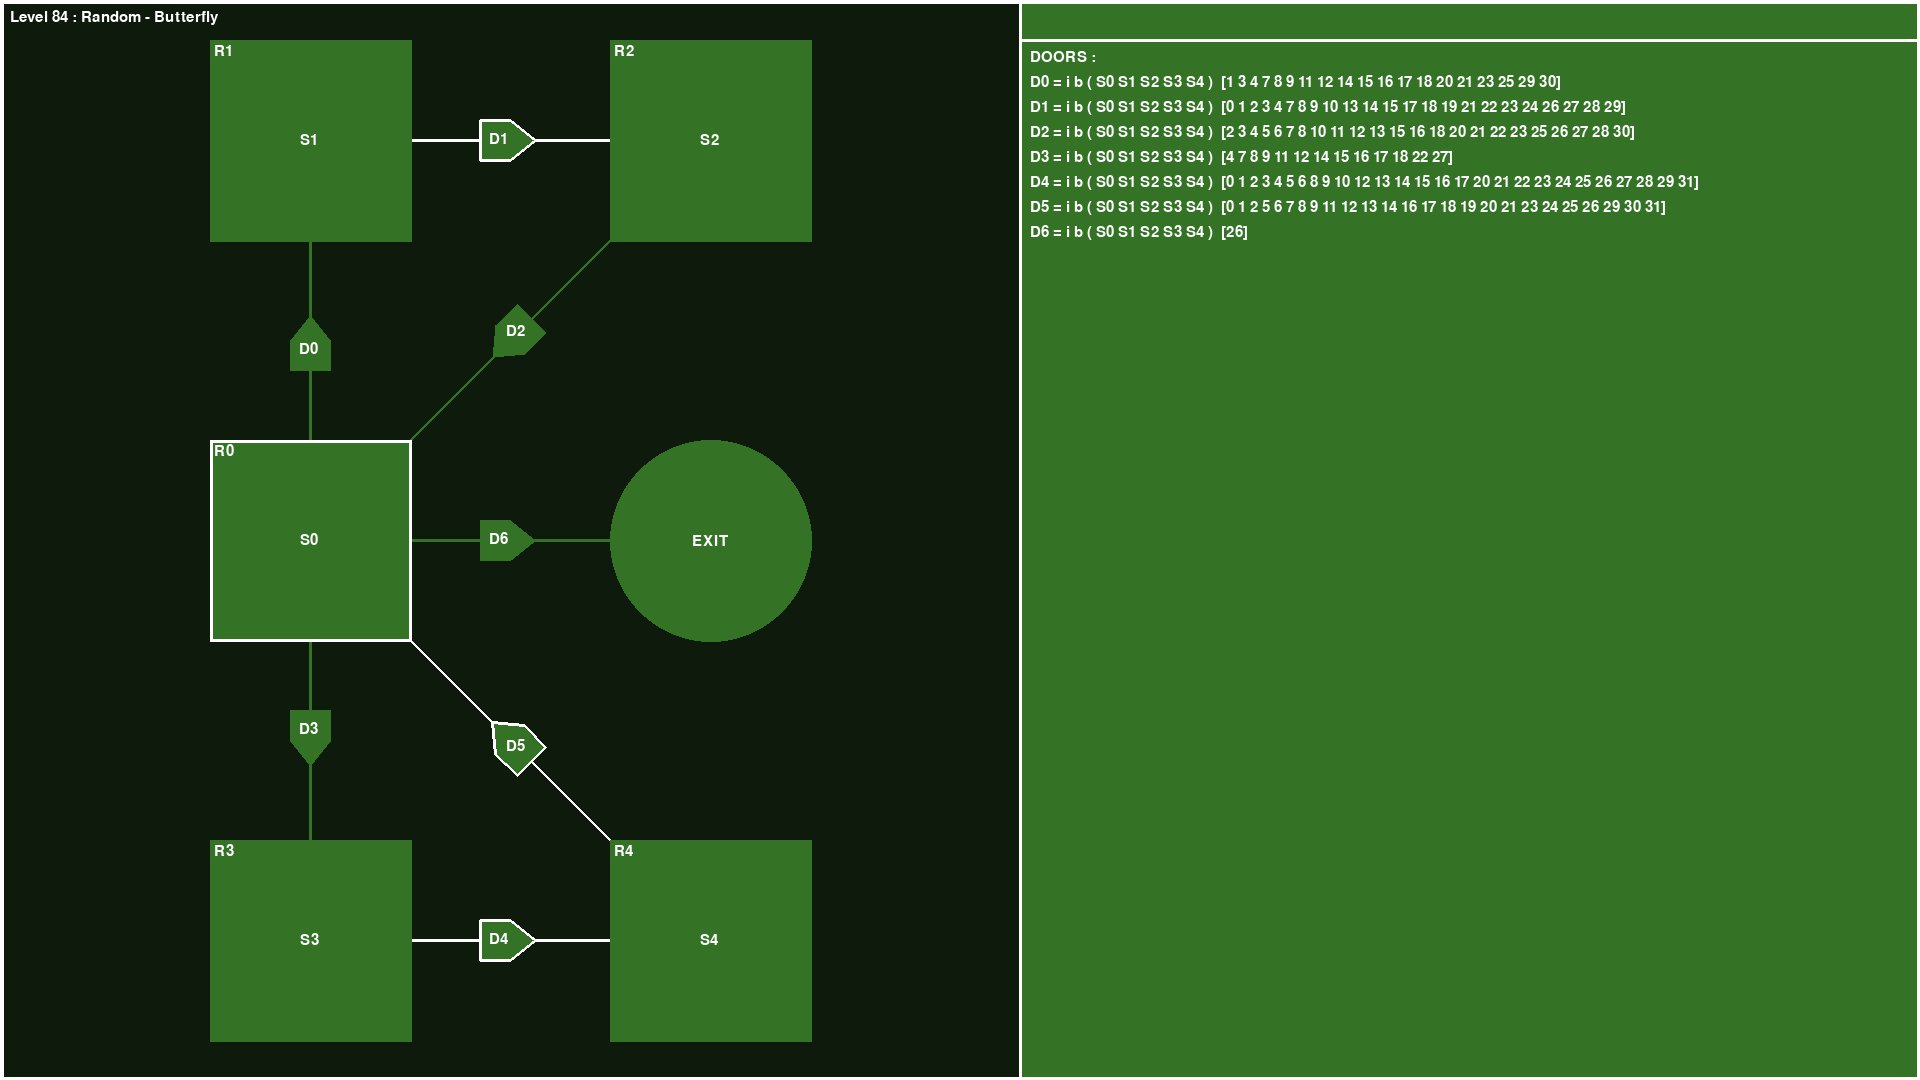 Level 84 : Random - Butterfly
R1
R2
S1
D1
S2
D2
D0
R0
S0
D6
EXIT
D3
D5
R3
R4
S3
D4
S4
DOORS :
D0 = i b ( S0 S1 S2 S3 S4 ) [1 3 4 7 8 9 11 12 14 15 16 17 18 20 21 23 25 29 30]
D1 = i b ( S0 S1 S2 S3 S4 ) [0 1 2 3 4 7 8 9 10 13 14 15 17 18 19 21 22 23 24 26 27 28 29]
D2 = i b ( S0 S1 S2 S3 S4 ) [2 3 4 5 6 7 8 10 11 12 13 15 16 18 20 21 22 23 25 26 27 28 30]
D3 = i b ( S0 S1 S2 S3 S4 ) [4 7 8 9 11 12 14 15 16 17 18 22 27]
D4 = i b ( S0 S1 S2 S3 S4 ) [0 1 2 3 4 5 6 8 9 10 12 13 14 15 16 17 20 21 22 23 24 25 26 27 28 29 31]
D5 = i b ( S0 S1 S2 S3 S4 ) [0 1 2 5 6 7 8 9 11 12 13 14 16 17 18 19 20 21 23 24 25 26 29 30 31]
D6 = i b ( S0 S1 S2 S3 S4 ) [26]